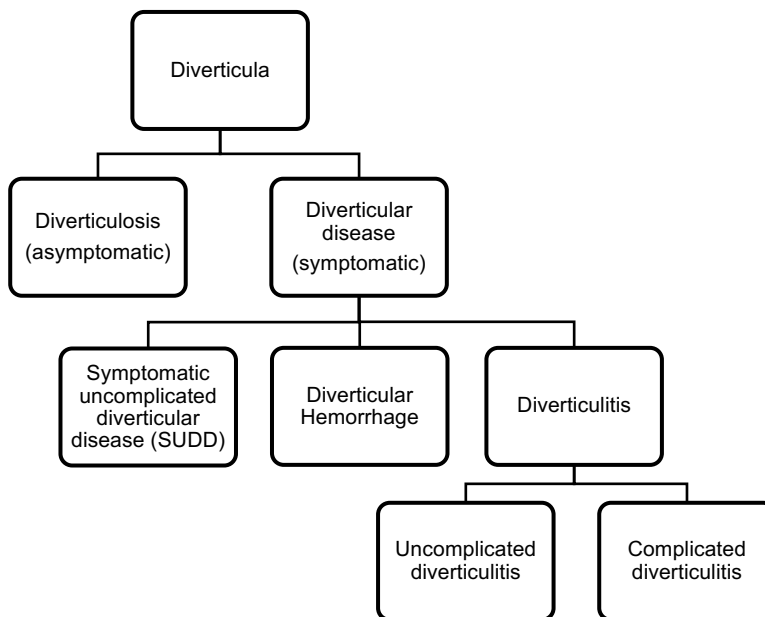 Diverticula
Diverticulosis
(asymptomatic)
Diverticular
disease
(symptomatic)
Symptomatic
uncomplicated
diverticular
disease (SUDD)
Diverticular
Hemorrhage
Diverticulitis
Uncomplicated
diverticulitis
Complicated
diverticulitis